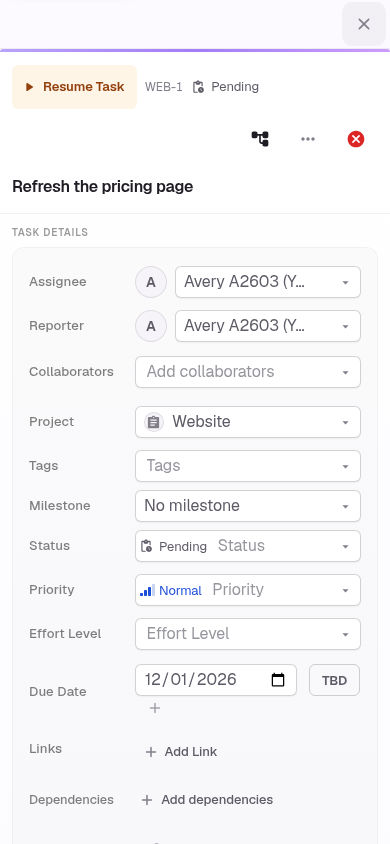 Resume Task WEB-1 Pending
Refresh the pricing page
TASK DETAILS
Assignee A Avery A2603 (Y...
Reporter A Avery A2603 (Y...
Collaborators Add collaborators
Project Website
Tags Tags
Milestone No milestone
Status Pending Status
Priority Normal Priority
Effort Level Effort Level
Due Date 12/01/2026 TBD
Links Add Link
Dependencies Add dependencies